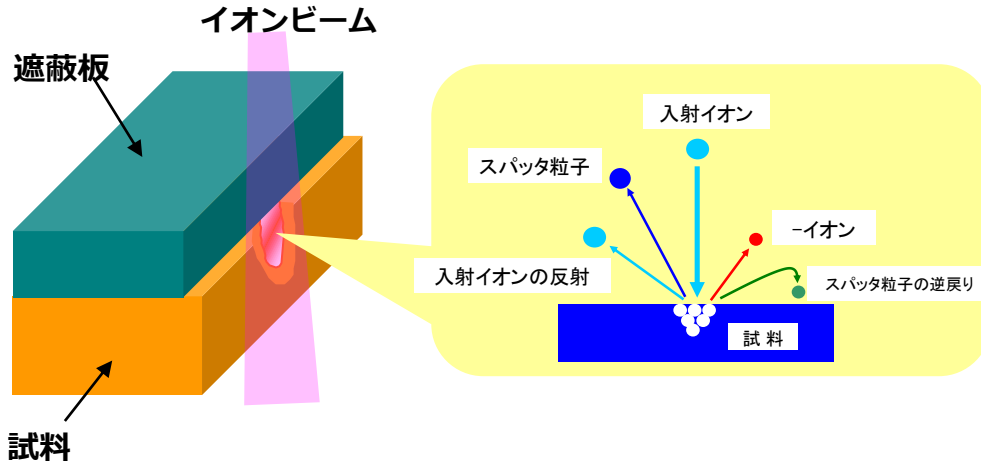 イオンビーム
遮蔽板
入射イオン
スパッタ粒子
-イオン
入射イオンの反射
スパッタ粒子の逆戻り
試 料
試料